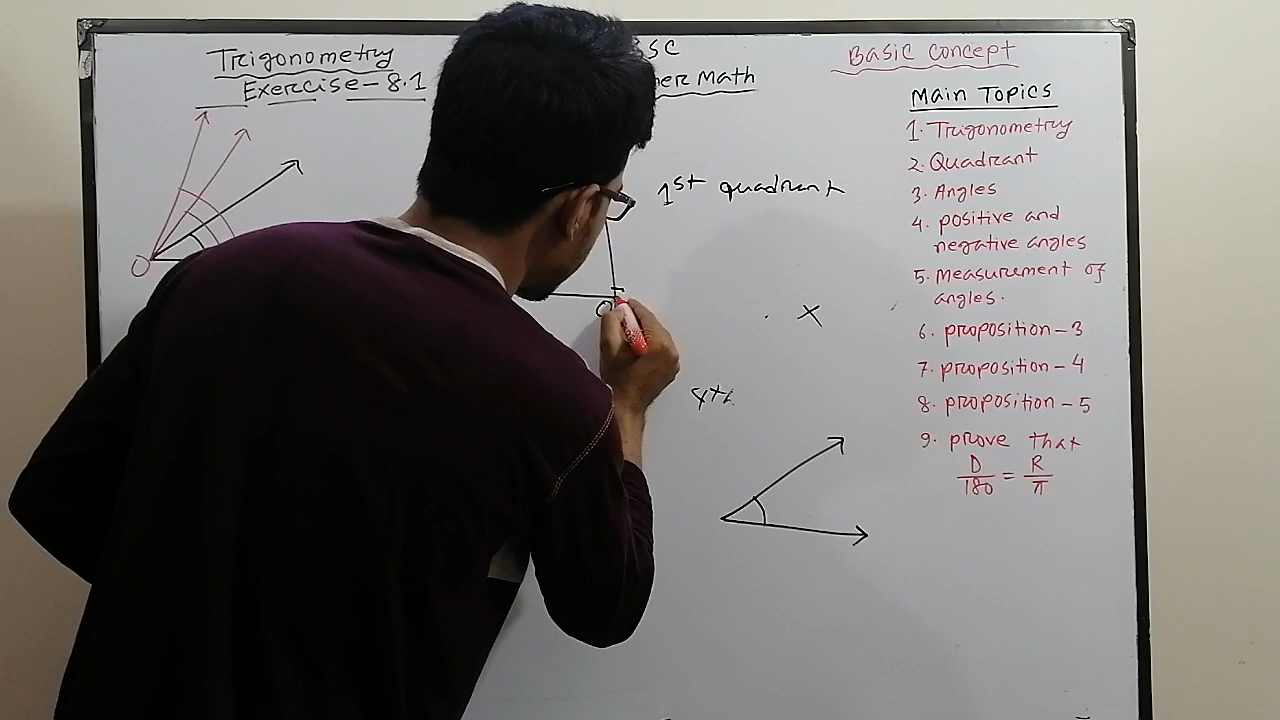 Trigonometry
Exercise-8.1
SSC
Math
Basic Concept
Main Topics
1. Trigonometry
2. Quadrant
3. Angles
4. positive and
negative angles
5. Measurement of
angles.
6. proposition-3
7. proposition-4
8. proposition-5
9. prove that
D/180 = R/π
1st quadrant
O
O
X
4th